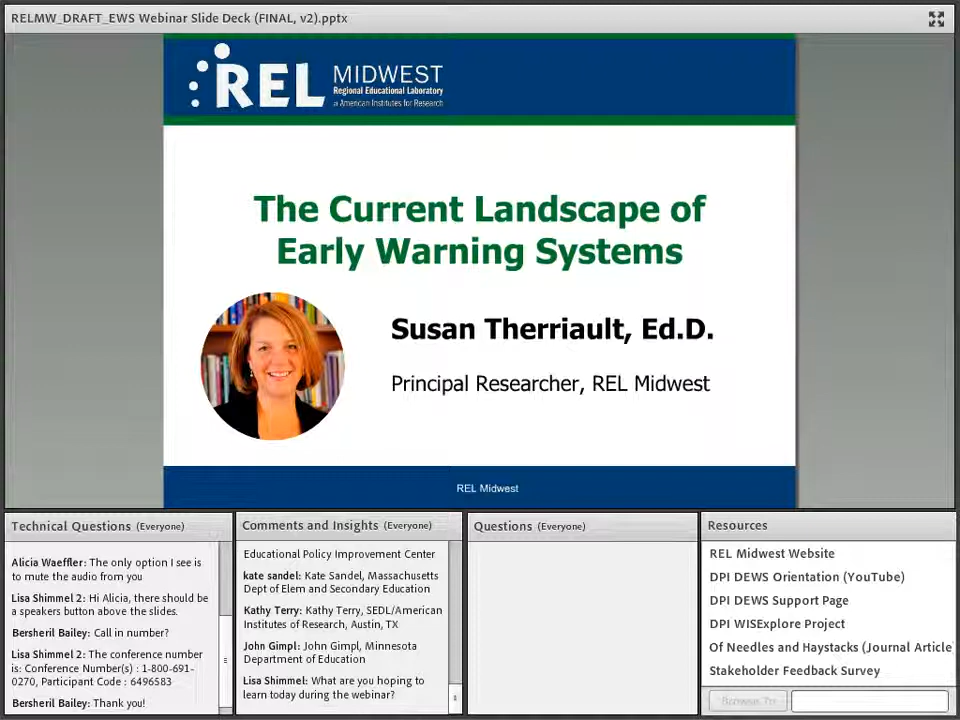 RELMW_DRAFT_EWS Webinar Slide Deck (FINAL, v2).pptx
REL MIDWEST
Regional Educational Laboratory
at American Institutes for Research
The Current Landscape of
Early Warning Systems
Susan Therriault, Ed.D.
Principal Researcher, REL Midwest
REL Midwest
Technical Questions (Everyone)
Alicia Waeffler: The only option I see is
to mute the audio from you
Lisa Shimmel 2: Hi Alicia, there should be
a speakers button above the slides.
Bersheril Bailey: Call in number?
Lisa Shimmel 2: The conference number
is: Conference Number(s) : 1-800-691-
0270, Participant Code : 6496583
Bersheril Bailey: Thank you!
Comments and Insights (Everyone)
Educational Policy Improvement Center
kate sandel: Kate Sandel, Massachusetts
Dept of Elem and Secondary Education
Kathy Terry: Kathy Terry, SEDL/American
Institutes of Research, Austin, TX
John Gimpl: John Gimpl, Minnesota
Department of Education
Lisa Shimmel: What are you hoping to
learn today during the webinar?
Questions (Everyone)
Resources
REL Midwest Website
DPI DEWS Orientation (YouTube)
DPI DEWS Support Page
DPI WISExplore Project
Of Needles and Haystacks (Journal Article
Stakeholder Feedback Survey
Browse To